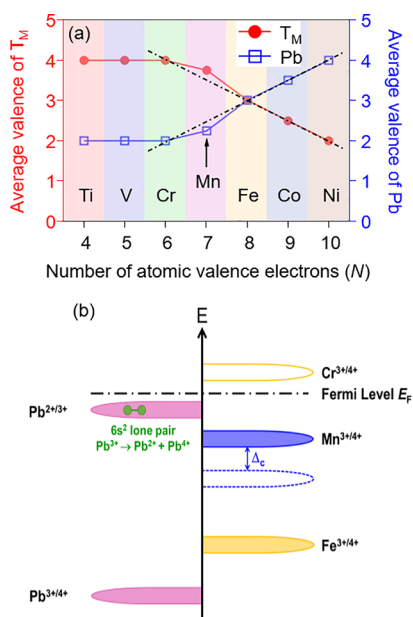 (a)
T_M
Pb
Average valence of T_M
Average valence of Pb
5
4
3
2
1
0
5
4
3
2
1
0
Mn
Ti
V
Cr
Fe
Co
Ni
4
5
6
7
8
9
10
Number of atomic valence electrons (N)
(b)
E
Cr3+/4+
Fermi Level E_F
Pb2+/3+
6s2 lone pair
Pb3+ → Pb2+ + Pb4+
Mn3+/4+
Δc
Fe3+/4+
Pb3+/4+